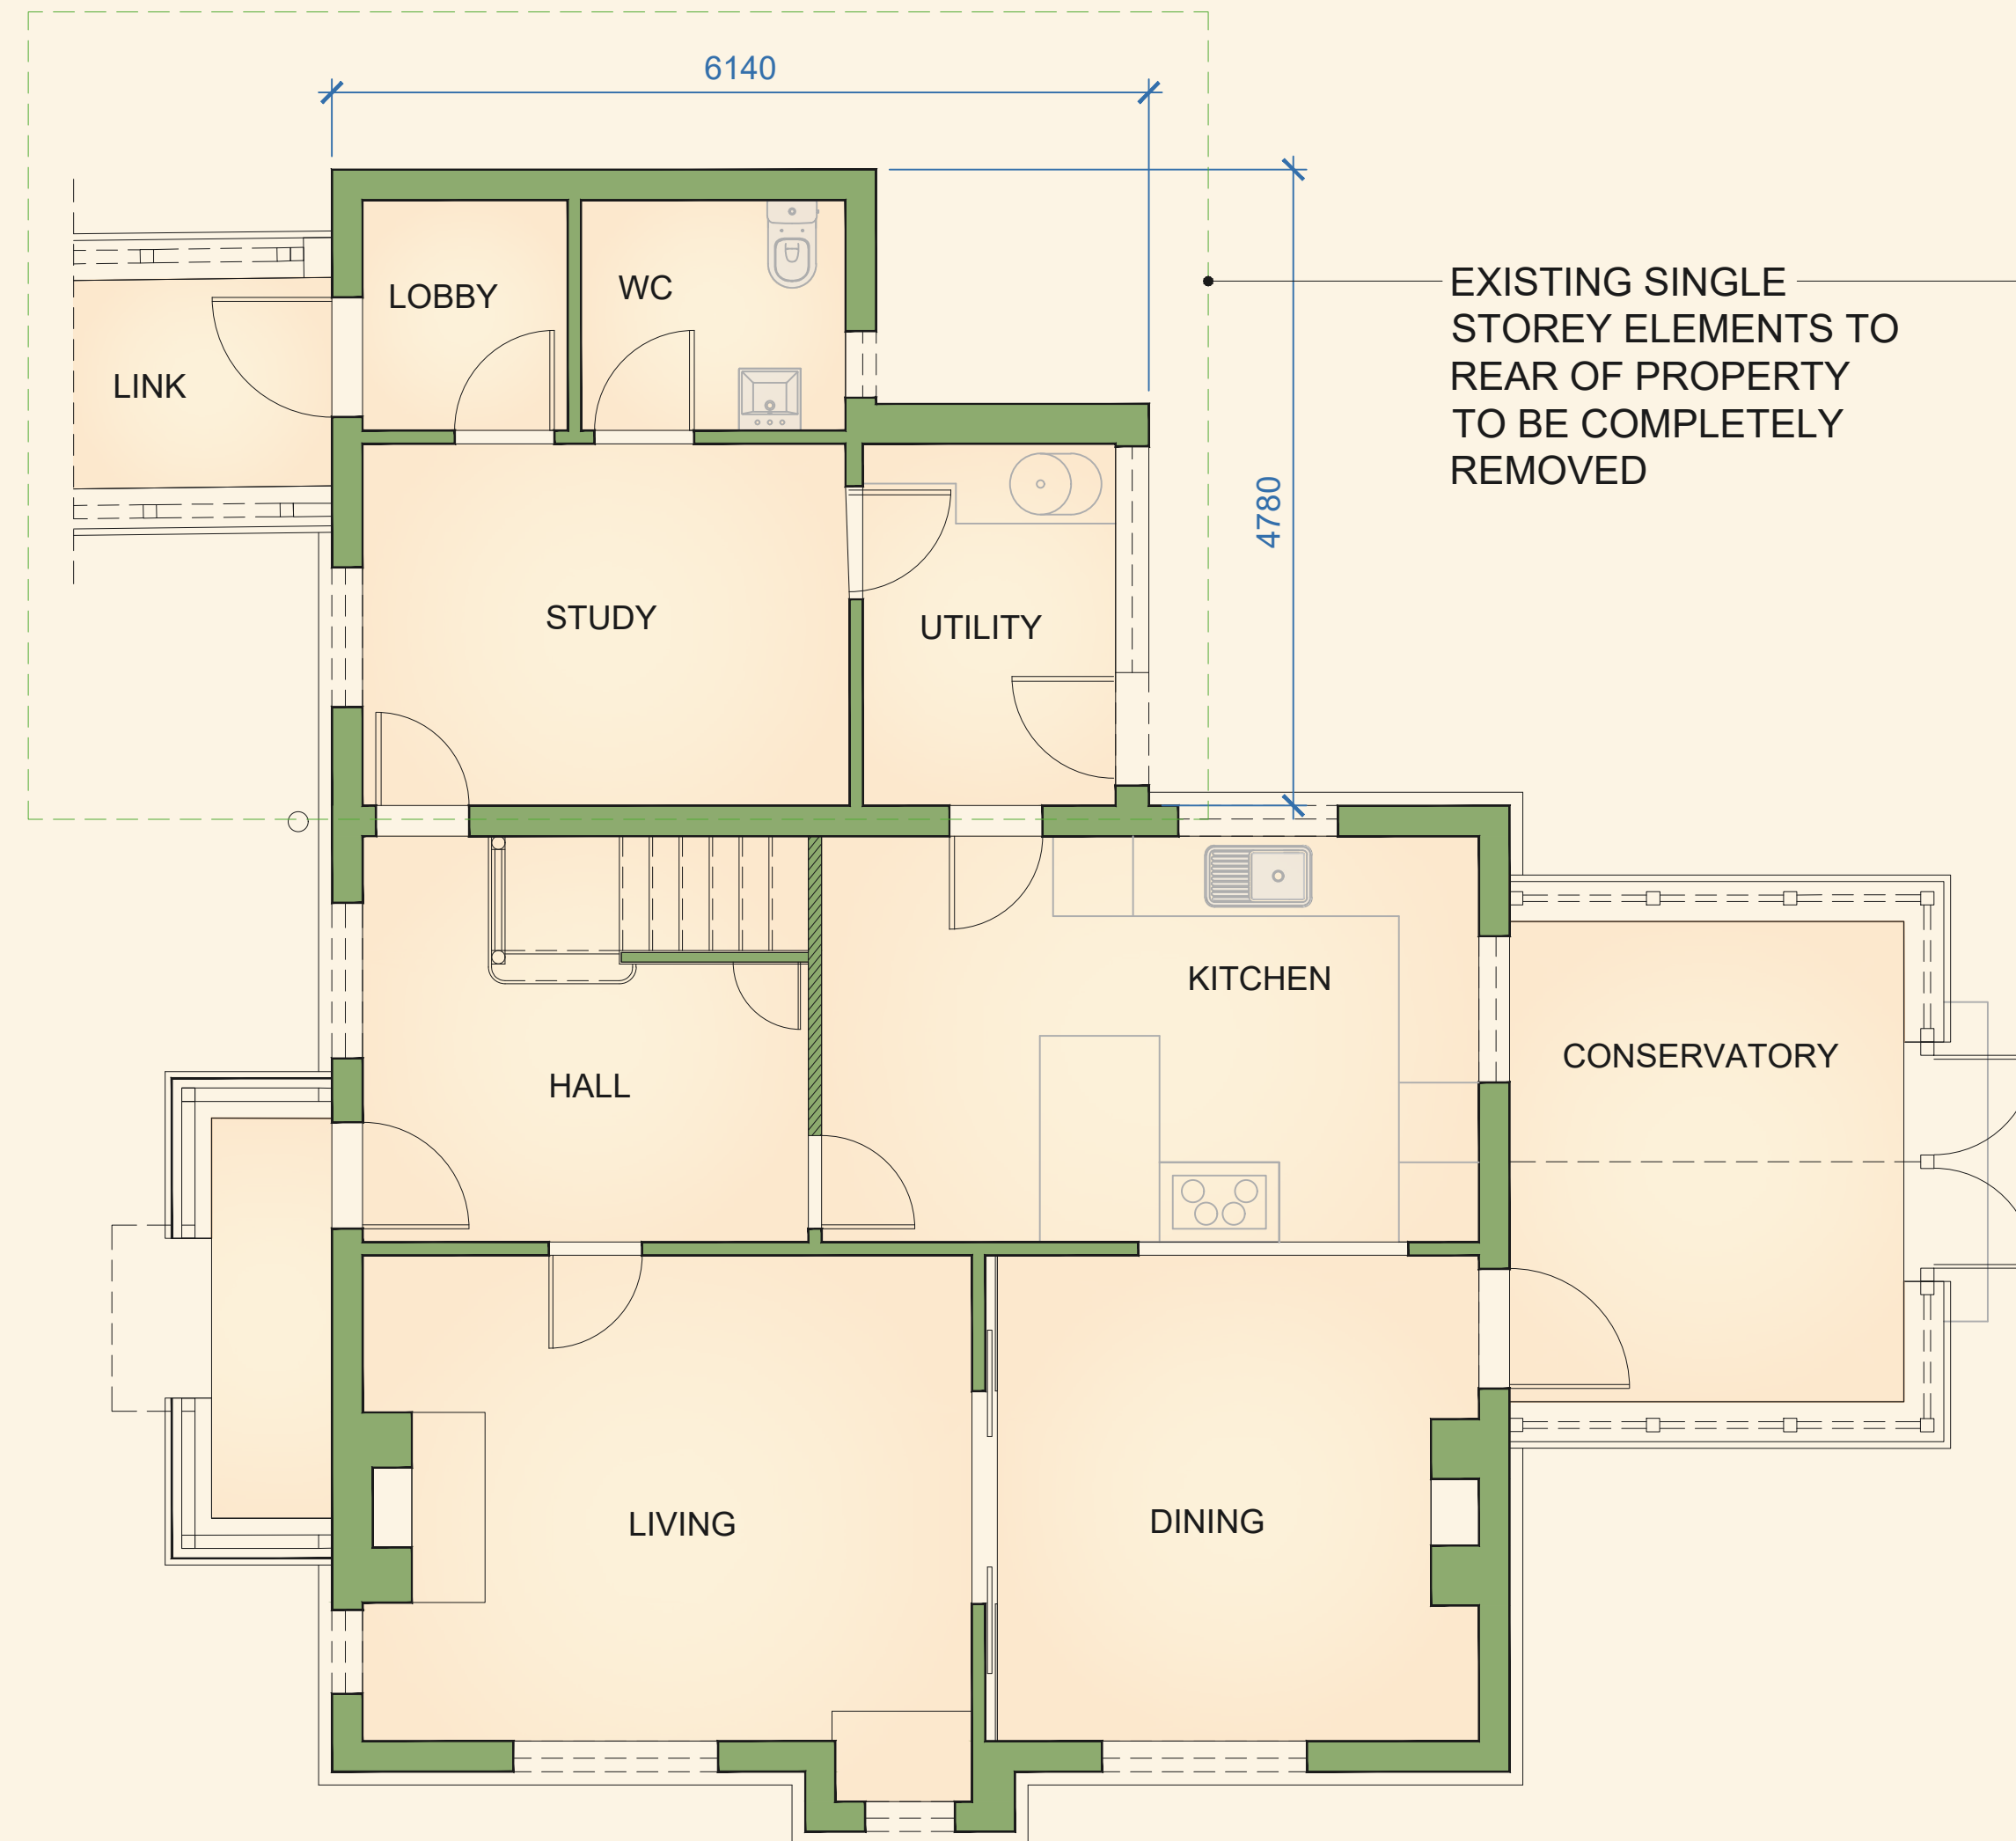 6140
EXISTING SINGLE
STOREY ELEMENTS TO
REAR OF PROPERTY
TO BE COMPLETELY
REMOVED
LOBBY
WC
LINK
4780
STUDY
UTILITY
KITCHEN
CONSERVATORY
HALL
LIVING
DINING